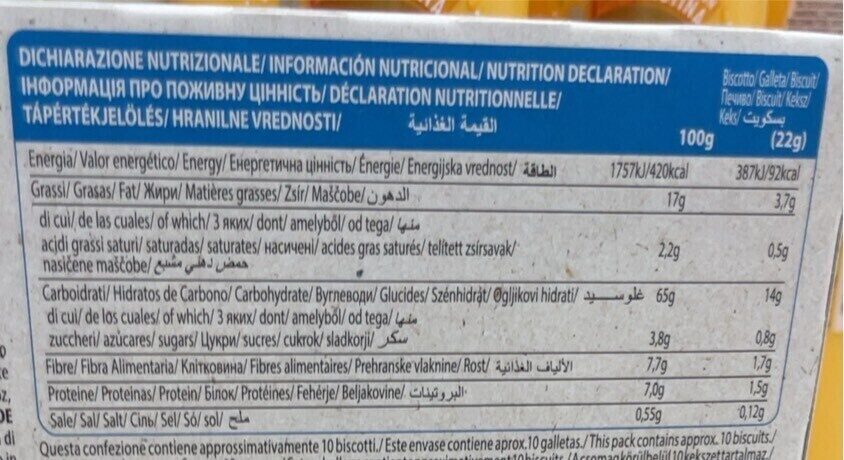 DICHIARAZIONE NUTRIZIONALE/ INFORMACIÓN NUTRICIONAL/ NUTRITION DECLARATION/
ІНФОРМАЦІЯ ПРО ПОЖИВНУ ЦІННІСТЬ/ DÉCLARATION NUTRITIONNELLE/
TÁPÉRTÉKJELÖLÉS/ HRANILNE VREDNOSTI/ القيمة الغذائية
100g
Biscotto/ Galleta/ Biscuit/
Печиво/ Biscuit/ Keksz/
Keks/ بسكويت
(22g)
Energia/ Valor energético/ Energy/ Енергетична цінність/ Énergie/ Energijska vrednost/ الطاقة 1757kJ/420kcal 387kJ/92kcal
Grassi/ Grasas/ Fat/ Жири/ Matières grasses/ Zsír/ Maščobe/ الدهون 17g 3,7g
di cui/ de las cuales/ of which/ З яких/ dont/ amelyből/ od tega/ منها
acidi grassi saturi/ saturadas/ saturates/ насичені/ acides gras saturés/ telített zsírsavak/ 2,2g 0,5g
nasičene maščobe/ حمض دهني مشبع
Carboidrati/ Hidratos de Carbono/ Carbohydrate/ Вуглеводи/ Glucides/ Szénhidrát/ Ogljikovi hidrati/ 65g 14g
di cui/ de los cuales/ of which/ З яких/ dont/ amelyből/ od tega/ منها
zuccheri/ azúcares/ sugars/ Цукри/ sucres/ cukrok/ sladkorji/ سكر 3,8g 0,8g
Fibre/ Fibra Alimentaria/ Клітковина/ Fibres alimentaires/ Prehranske vlaknine/ Rost/ الألياف الغذائية 7,7g 1,7g
Proteine/ Proteínas/ Protein/ Білок/ Protéines/ Fehérje/ Beljakovine/ البروتينات 7,0g 1,5g
Sale/ Sal/ Salt/ Сіль/ Sel/ Só/ sol/ ملح 0,55g 0,12g
Questa confezione contiene approssimativamente 10 biscotti./ Este envase contiene aprox. 10 galletas./ This pack contains approx. 10 biscuits./